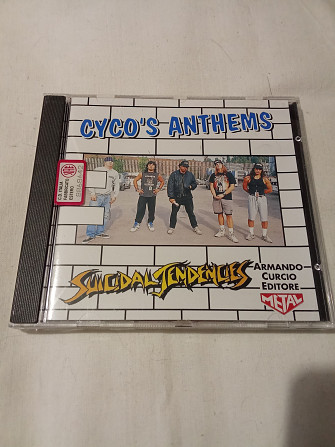 CYCO'S ANTHEMS
SUICIDAL TENDENCIES
ARMANDO
CURCIO
EDITORE
METAL